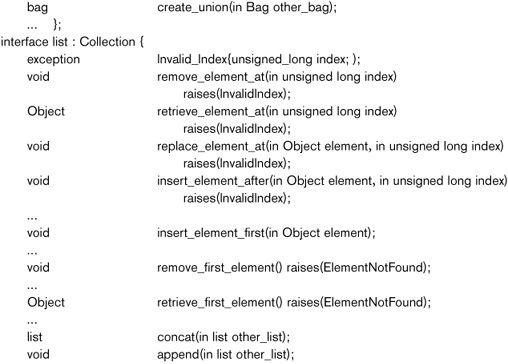 bag create_union(in Bag other_bag);
... };
interface list : Collection {
exception Invalid_Index(unsigned_long index; );
void remove_element_at(in unsigned long index)
raises(InvalidIndex);
Object retrieve_element_at(in unsigned long index)
raises(InvalidIndex);
void replace_element_at(in Object element, in unsigned long index)
raises(InvalidIndex);
void insert_element_after(in Object element, in unsigned long index)
raises(InvalidIndex);
...
void insert_element_first(in Object element);
...
void remove_first_element() raises(ElementNotFound);
...
Object retrieve_first_element() raises(ElementNotFound);
...
list concat(in list other_list);
void append(in list other_list);